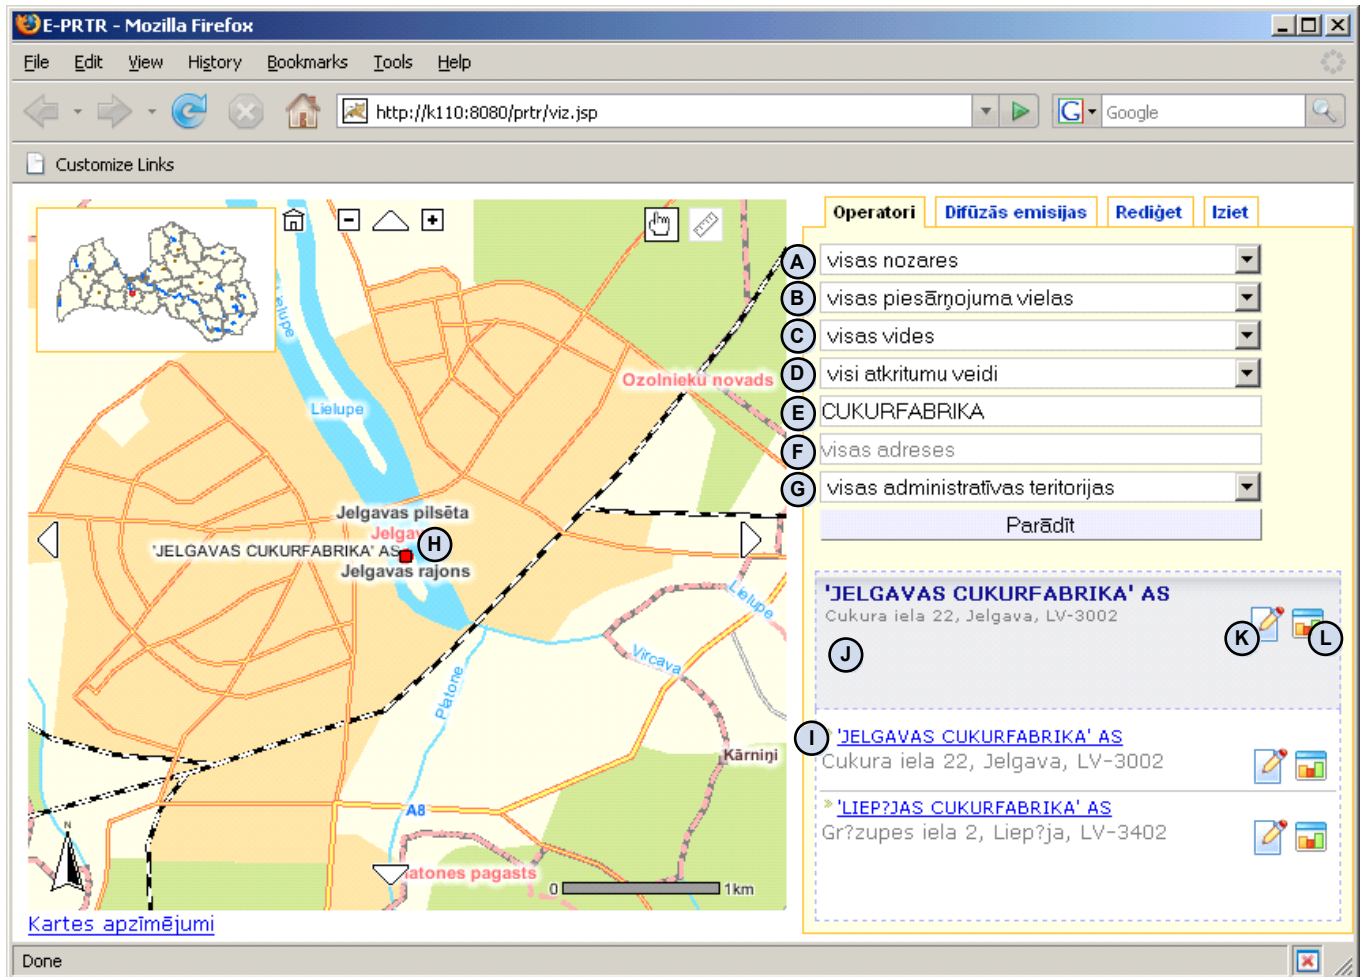 E-PRTR - Mozilla Firefox
File Edit View History Bookmarks Tools Help
http://k110:8080/prtr/viz.jsp
G Google
Customize Links
Operatori Difūzās emisijas Rediģet Iziet
A visas nozares
B visas piesārņojuma vielas
C visas vides
D visi atkritumu veidi
E CUKURFABRIKA
F visas adreses
G visas administratīvas teritorijas
Parādīt
Lielupe
Ozolnieku novads
Lielupe
Jelgavas pilsēta
Jelgav
H
'JELGAVAS CUKURFABRIKA' AS
Jelgavas rajons
Lielupe
Vircava
Platone
Kārniņi
A8
N
atones pagasts
0 1km
Kartes apzīmējumi
'JELGAVAS CUKURFABRIKA' AS
Cukura iela 22, Jelgava, LV-3002
J K L
I 'JELGAVAS CUKURFABRIKA' AS
Cukura iela 22, Jelgava, LV-3002
» 'LIEP?JAS CUKURFABRIKA' AS
Gr?zupes iela 2, Liep?ja, LV-3402
Done